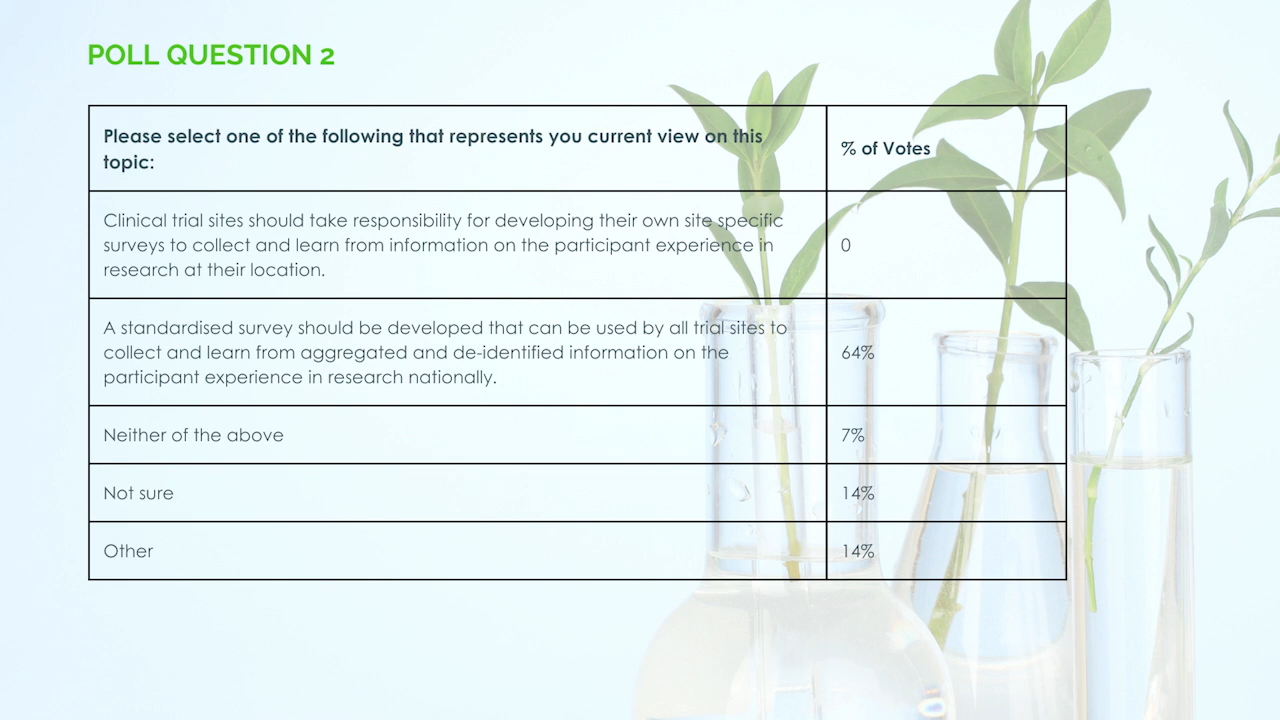 POLL QUESTION 2
Please select one of the following that represents you current view on this
topic:
% of Votes
Clinical trial sites should take responsibility for developing their own site specific
surveys to collect and learn from information on the participant experience in
research at their location.
0
A standardised survey should be developed that can be used by all trial sites to
collect and learn from aggregated and de-identified information on the
participant experience in research nationally.
64%
Neither of the above
7%
Not sure
14%
Other
14%